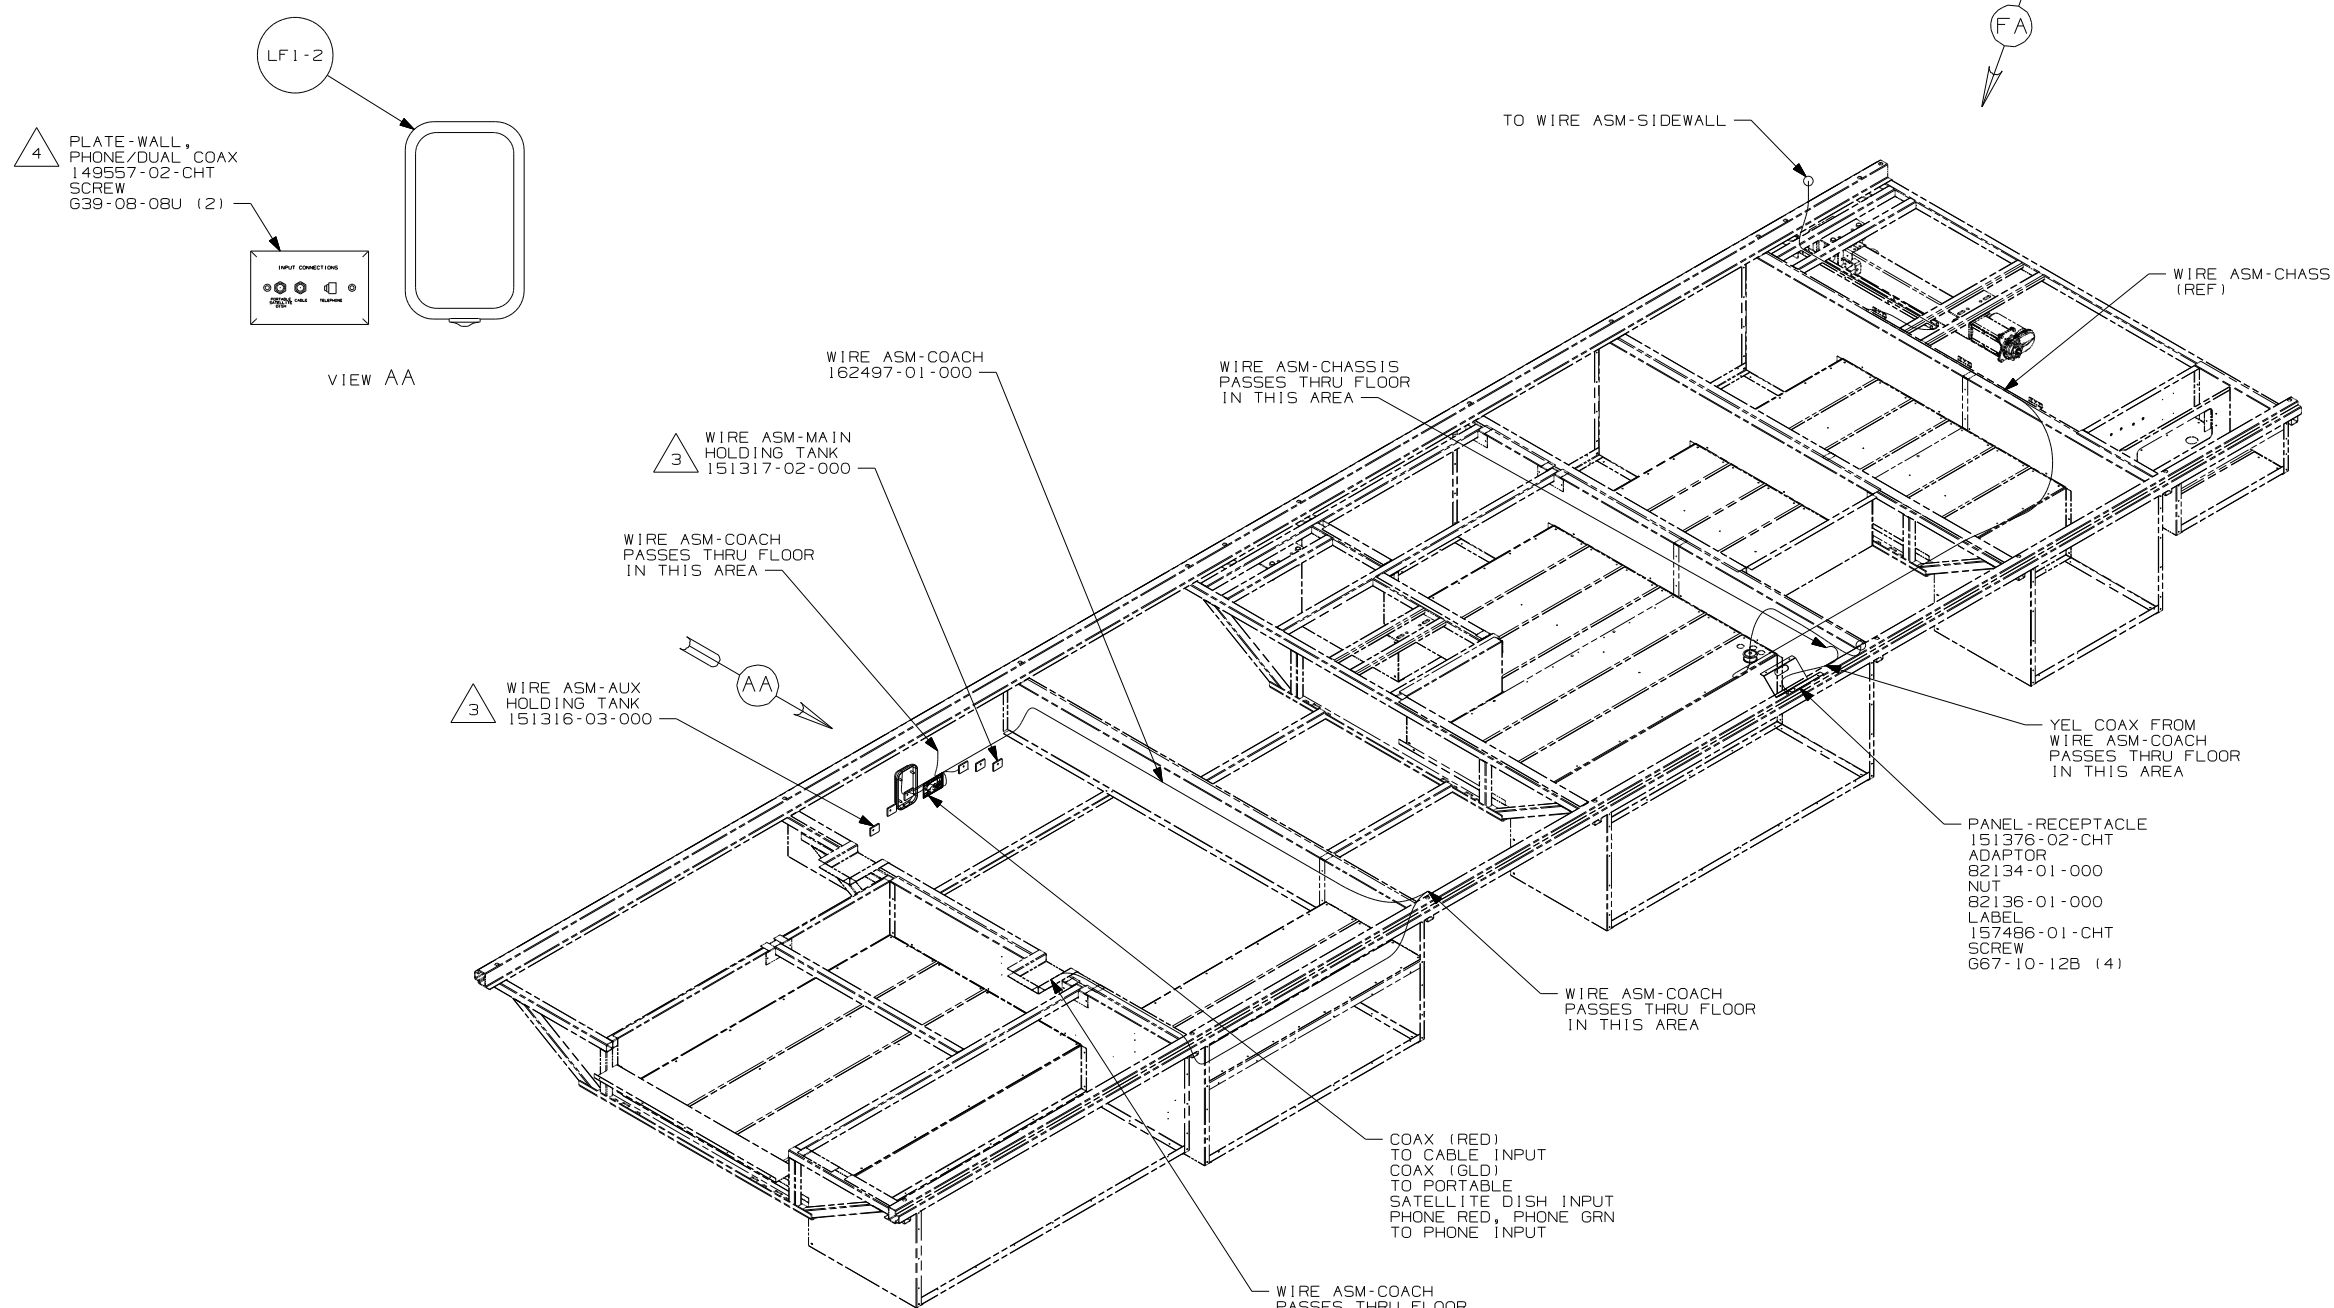 FA
LF1-2
TO WIRE ASM-SIDEWALL
4
PLATE-WALL,
PHONE/DUAL COAX
149557-02-CHT
SCREW
G39-08-08U (2)
INPUT CONNECTIONS
PORTABLE
SATELLITE
DISH
CABLE
TELEPHONE
VIEW AA
WIRE ASM-CHASS
(REF)
WIRE ASM-COACH
162497-01-000
WIRE ASM-CHASSIS
PASSES THRU FLOOR
IN THIS AREA
3
WIRE ASM-MAIN
HOLDING TANK
151317-02-000
WIRE ASM-COACH
PASSES THRU FLOOR
IN THIS AREA
AA
3
WIRE ASM-AUX
HOLDING TANK
151316-03-000
YEL COAX FROM
WIRE ASM-COACH
PASSES THRU FLOOR
IN THIS AREA
PANEL-RECEPTACLE
151376-02-CHT
ADAPTOR
82134-01-000
NUT
82136-01-000
LABEL
157486-01-CHT
SCREW
G67-10-12B (4)
WIRE ASM-COACH
PASSES THRU FLOOR
IN THIS AREA
COAX (RED)
TO CABLE INPUT
COAX (GLD)
TO PORTABLE
SATELLITE DISH INPUT
PHONE RED, PHONE GRN
TO PHONE INPUT
WIRE ASM-COACH
PASSES THRU FLOOR